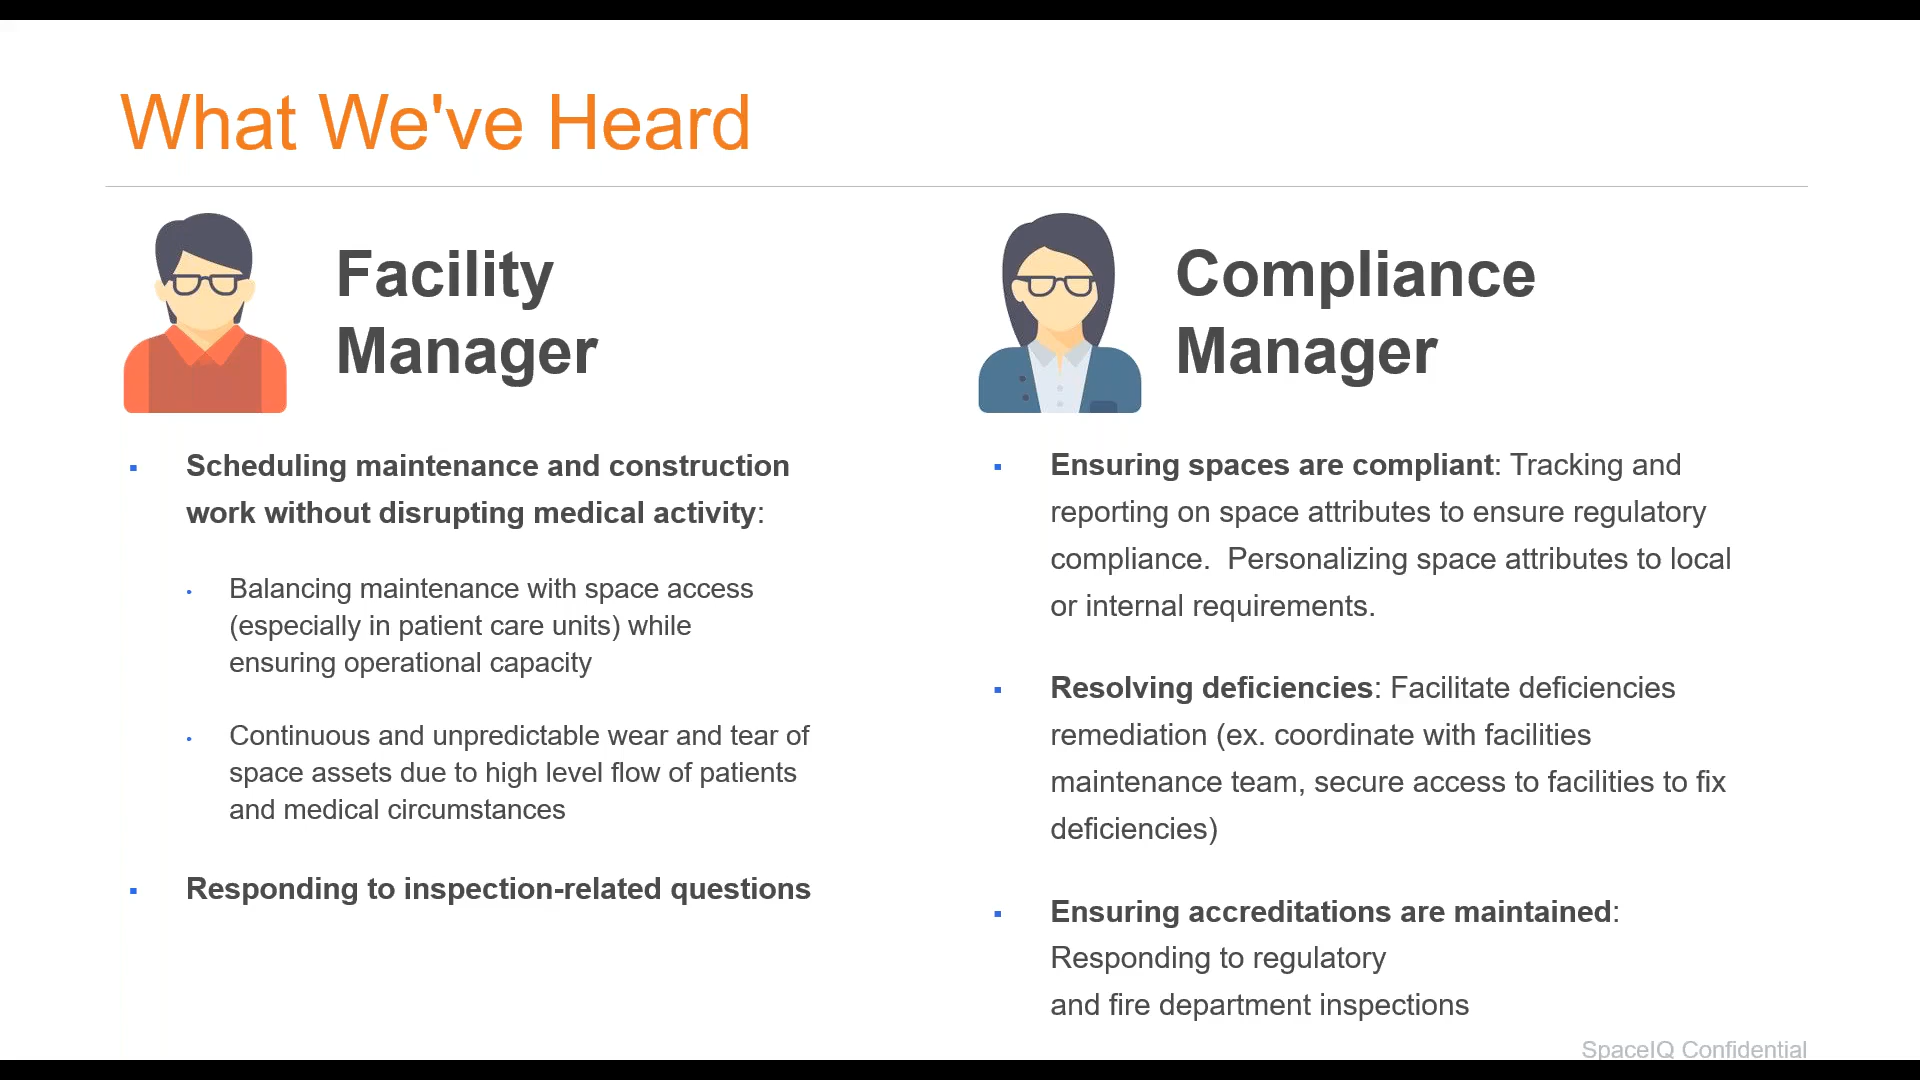 What We've Heard
Facility
Manager
▪ Scheduling maintenance and construction
work without disrupting medical activity:
• Balancing maintenance with space access
(especially in patient care units) while
ensuring operational capacity
• Continuous and unpredictable wear and tear of
space assets due to high level flow of patients
and medical circumstances
▪ Responding to inspection-related questions
Compliance
Manager
▪ Ensuring spaces are compliant: Tracking and
reporting on space attributes to ensure regulatory
compliance.  Personalizing space attributes to local
or internal requirements.
▪ Resolving deficiencies: Facilitate deficiencies
remediation (ex. coordinate with facilities
maintenance team, secure access to facilities to fix
deficiencies)
▪ Ensuring accreditations are maintained:
Responding to regulatory
and fire department inspections
SpaceIQ Confidential